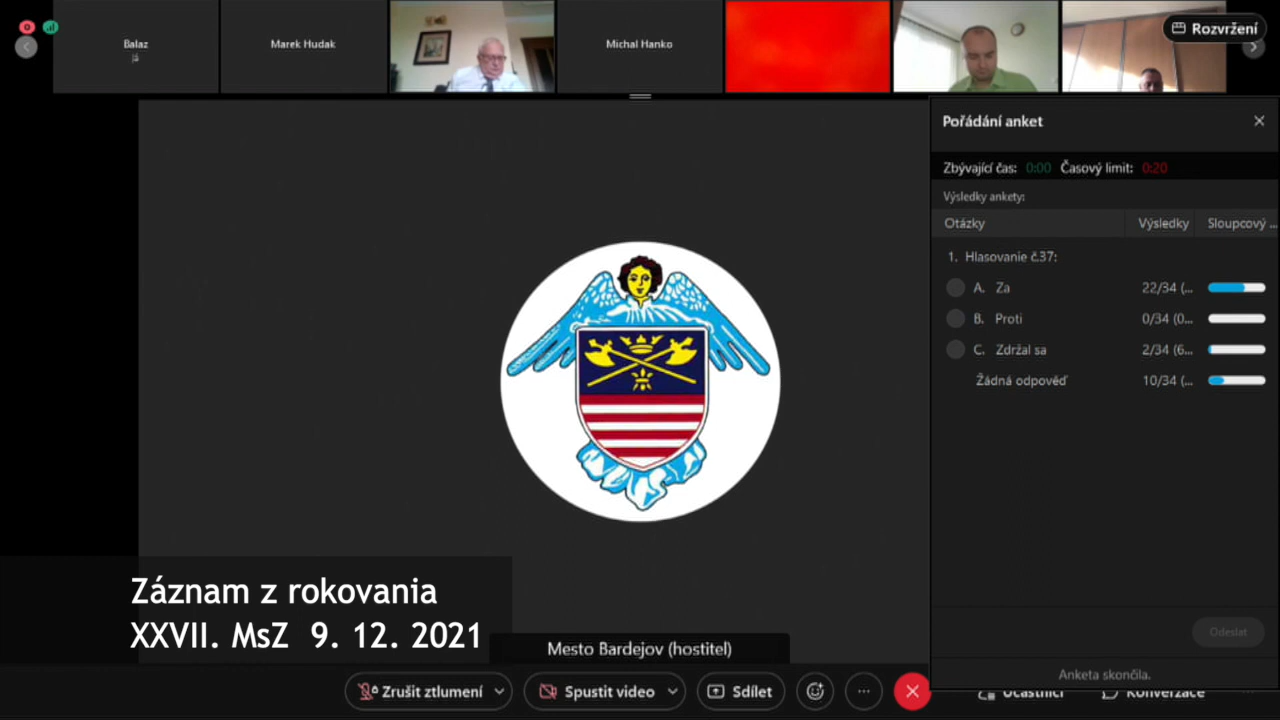 Balaz
já
Marek Hudak
Michal Hanko
Rozvržení
Pořádání anket
Zbývající čas: 0:00 Časový limit: 0:20
Výsledky ankety:
Otázky Výsledky Sloupcový ...
1. Hlasovanie č.37:
A. Za 22/34 (...
B. Proti 0/34 (0...
C. Zdržal sa 2/34 (6...
Žádná odpověď 10/34 (...
Odeslat
Anketa skončila.
Záznam z rokovania
XXVII. MsZ 9. 12. 2021
Mesto Bardejov (hostitel)
Zrušit ztlumení
Spustit video
Sdílet
Účastníci
Konverzace